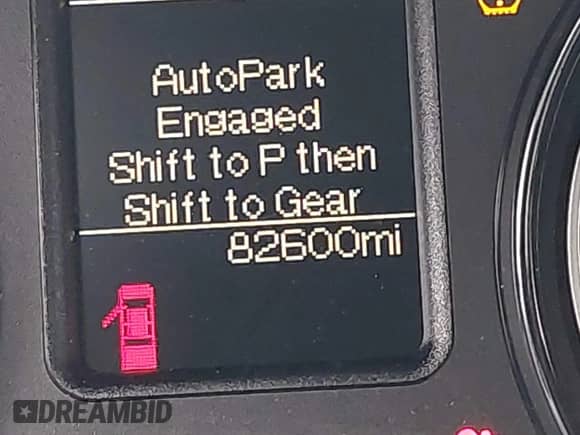 AutoPark
Engaged
Shift to P then
Shift to Gear
82600mi
DREAMBID